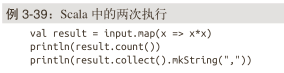 例 3-39：Scala 中的两次执行
val result = input.map(x => x*x)
println(result.count())
println(result.collect().mkString(","))